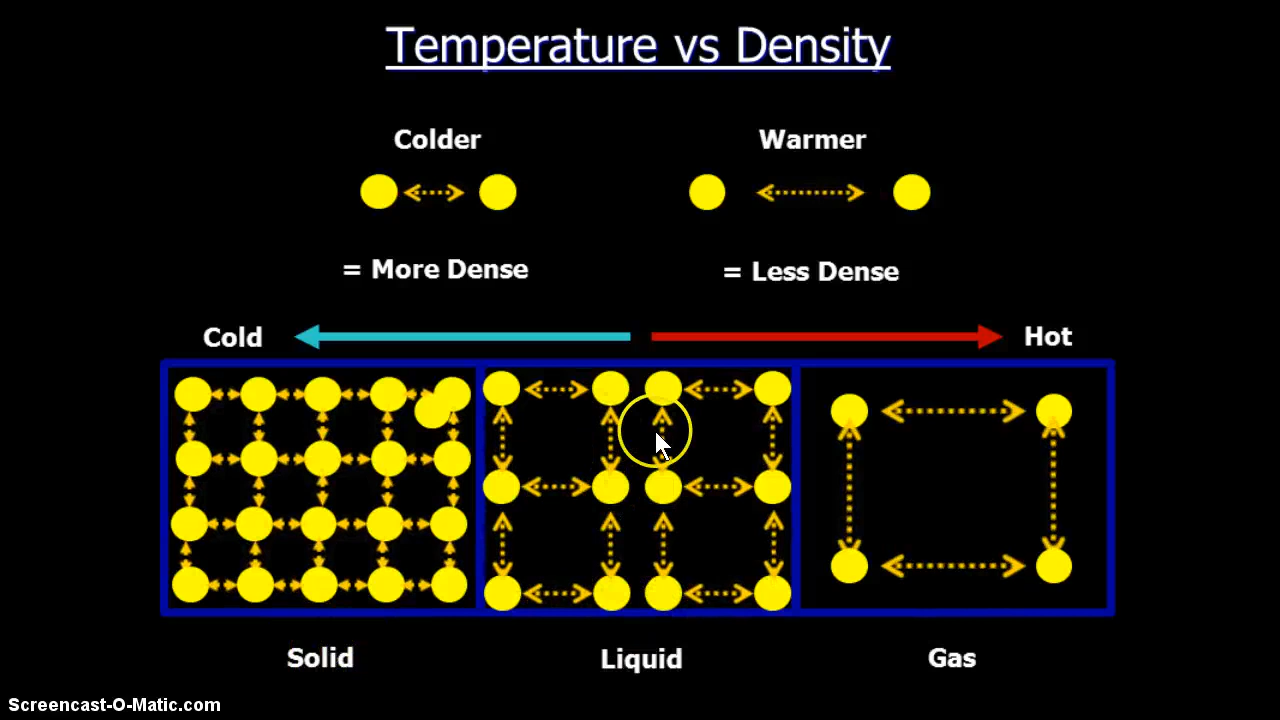 Temperature vs Density
Colder
Warmer
= More Dense
= Less Dense
Cold
Hot
Solid
Liquid
Gas
Screencast-O-Matic.com